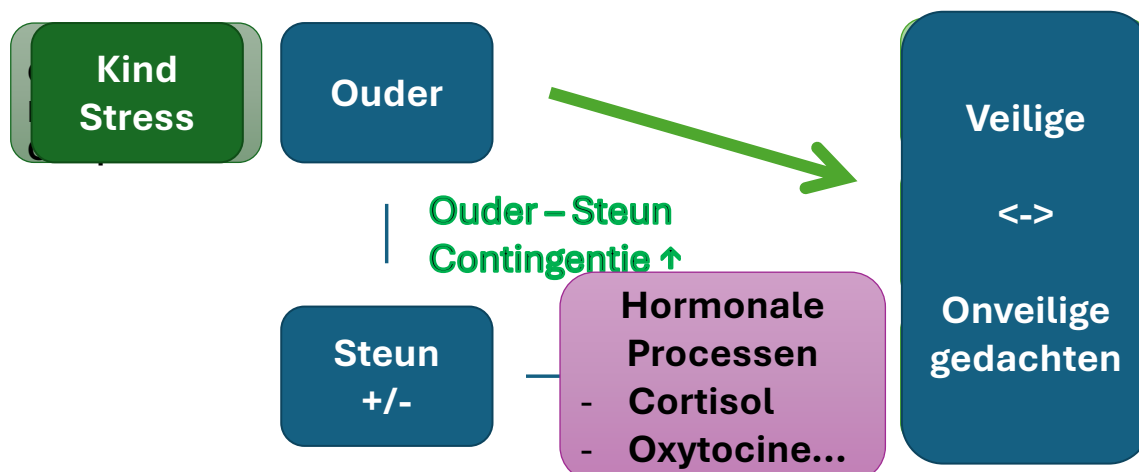 Kind
Stress
Ouder
Ouder – Steun
Contingentie ↑
Steun
+/-
Hormonale
Processen
- Cortisol
- Oxytocine...
Veilige
<->
Onveilige
gedachten